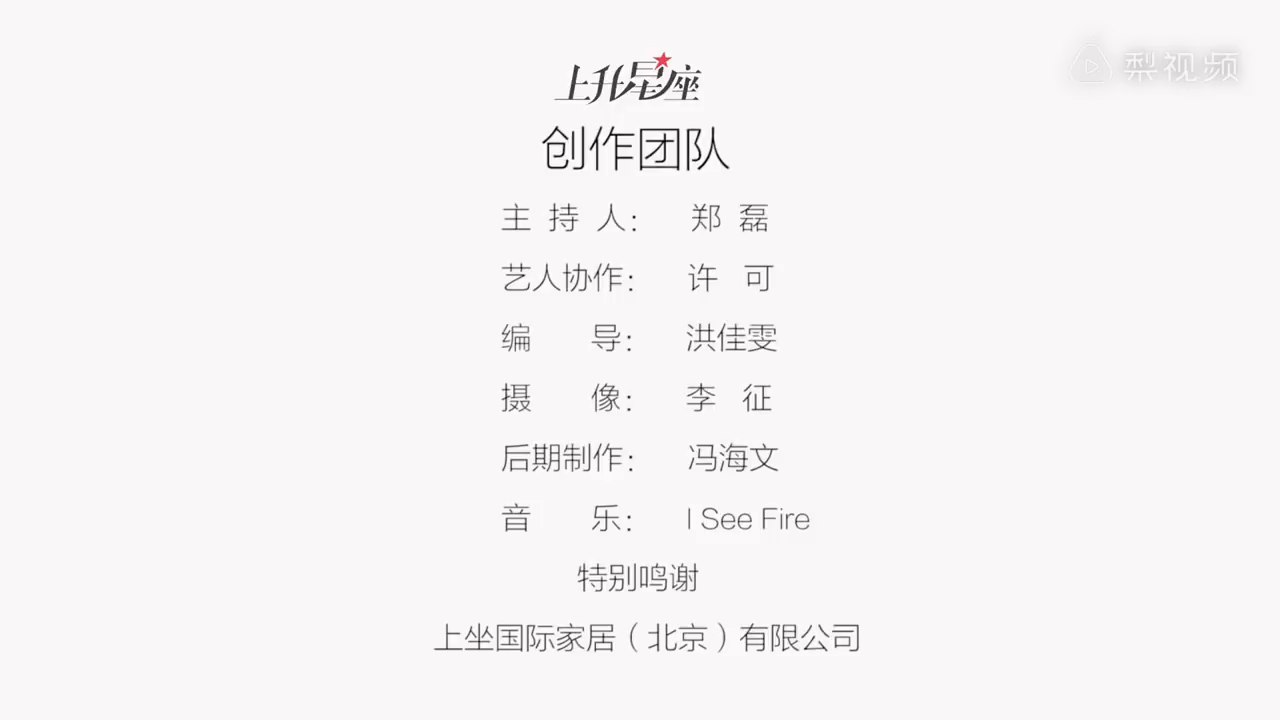 上升星座
梨视频
创作团队
主持人： 郑磊
艺人协作： 许可
编导： 洪佳雯
摄像： 李征
后期制作： 冯海文
音乐： I See Fire
特别鸣谢
上坐国际家居（北京）有限公司